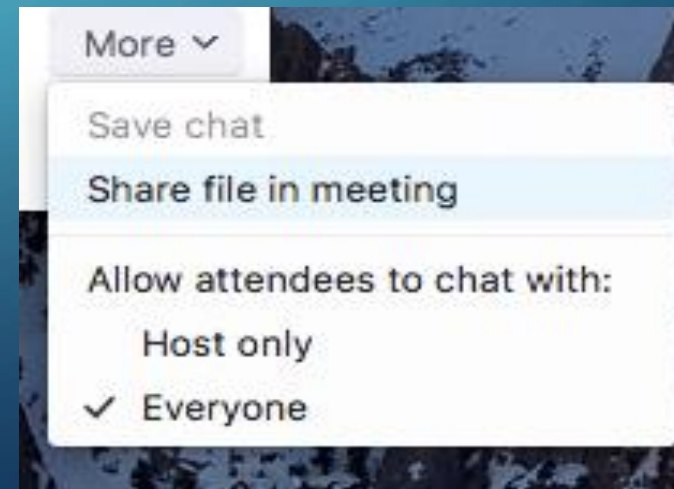 More
Save chat
Share file in meeting
Allow attendees to chat with:
Host only
✓ Everyone